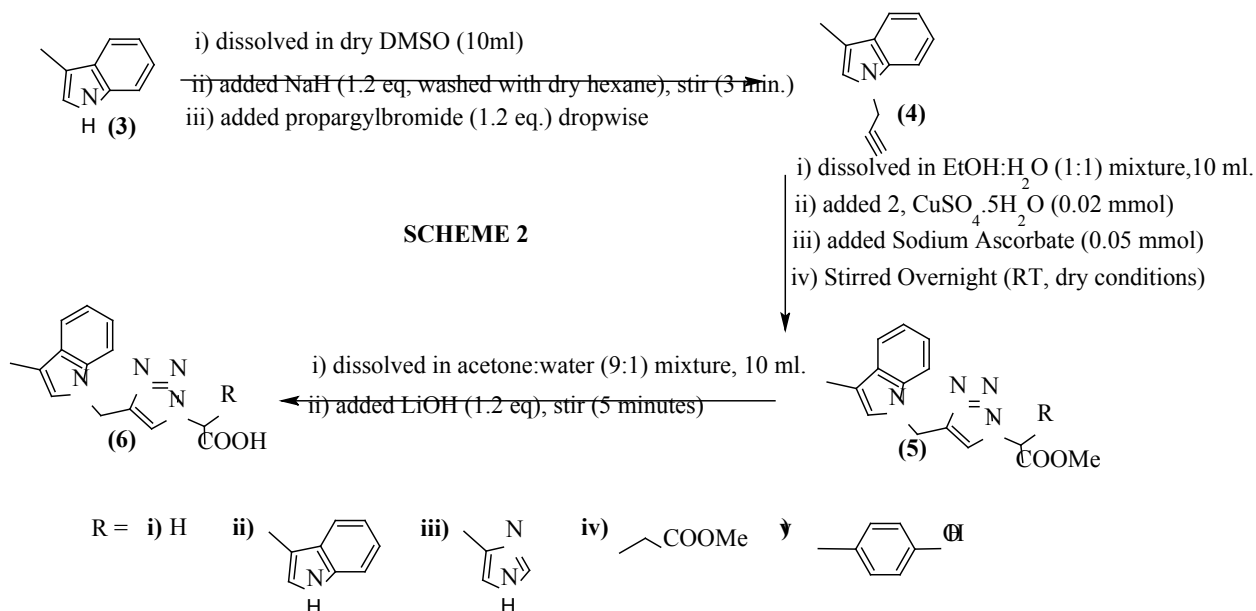 i) dissolved in dry DMSO (10ml)
ii) added NaH (1.2 eq, washed with dry hexane), stir (3 min.)
iii) added propargylbromide (1.2 eq.) dropwise
N
H (3)
N
(4)
i) dissolved in EtOH:H2O (1:1) mixture,10 ml.
ii) added 2, CuSO4.5H2O (0.02 mmol)
iii) added Sodium Ascorbate (0.05 mmol)
iv) Stirred Overnight (RT, dry conditions)
SCHEME 2
N
N
N
N
R
COOH
(6)
i) dissolved in acetone:water (9:1) mixture, 10 ml.
ii) added LiOH (1.2 eq), stir (5 minutes)
N
N
N
N
R
COOMe
(5)
R = i) H ii) iii) iv) v)
N
H
N
N
H
COOMe
OH